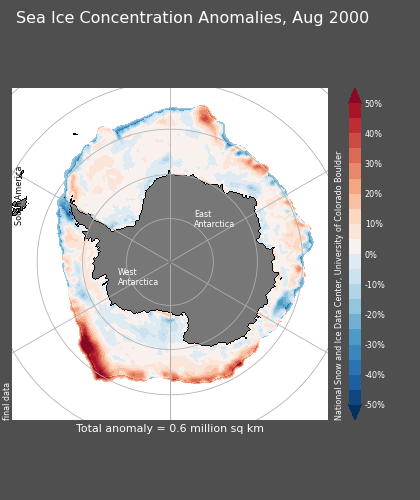 Sea Ice Concentration Anomalies, Aug 2000
South America
East
Antarctica
West
Antarctica
final data
50%
40%
30%
20%
10%
0%
-10%
-20%
-30%
-40%
-50%
National Snow and Ice Data Center, University of Colorado Boulder
Total anomaly = 0.6 million sq km